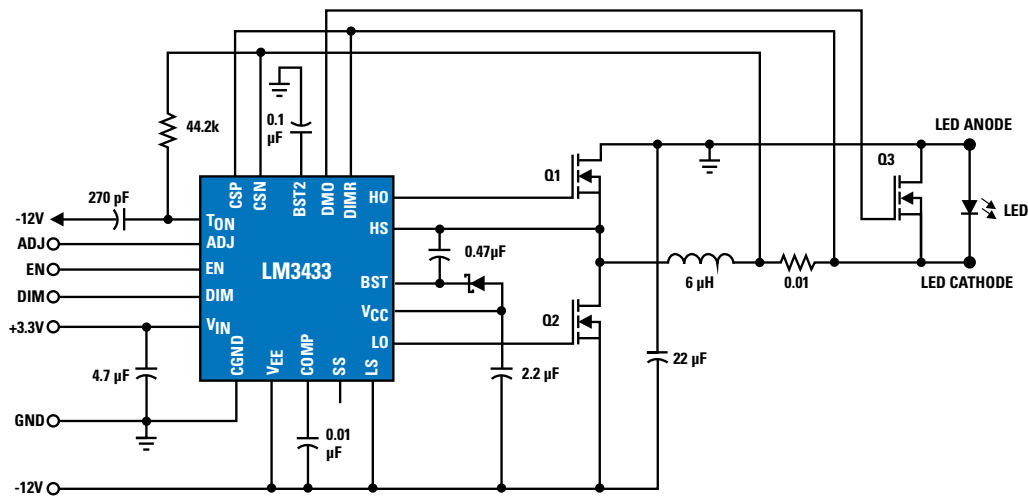 44.2k
0.1
µF
270 pF
-12V
ADJ
EN
DIM
+3.3V
4.7 µF
GND
-12V
CSP
CSN
BST2
DMO
DIMR
TON
ADJ
EN
DIM
VIN
HO
HS
BST
VCC
LO
LM3433
CGND
VEE
COMP
SS
LS
0.01
µF
0.47µF
2.2 µF
Q1
Q2
22 µF
6 µH
0.01
Q3
LED ANODE
LED
LED CATHODE